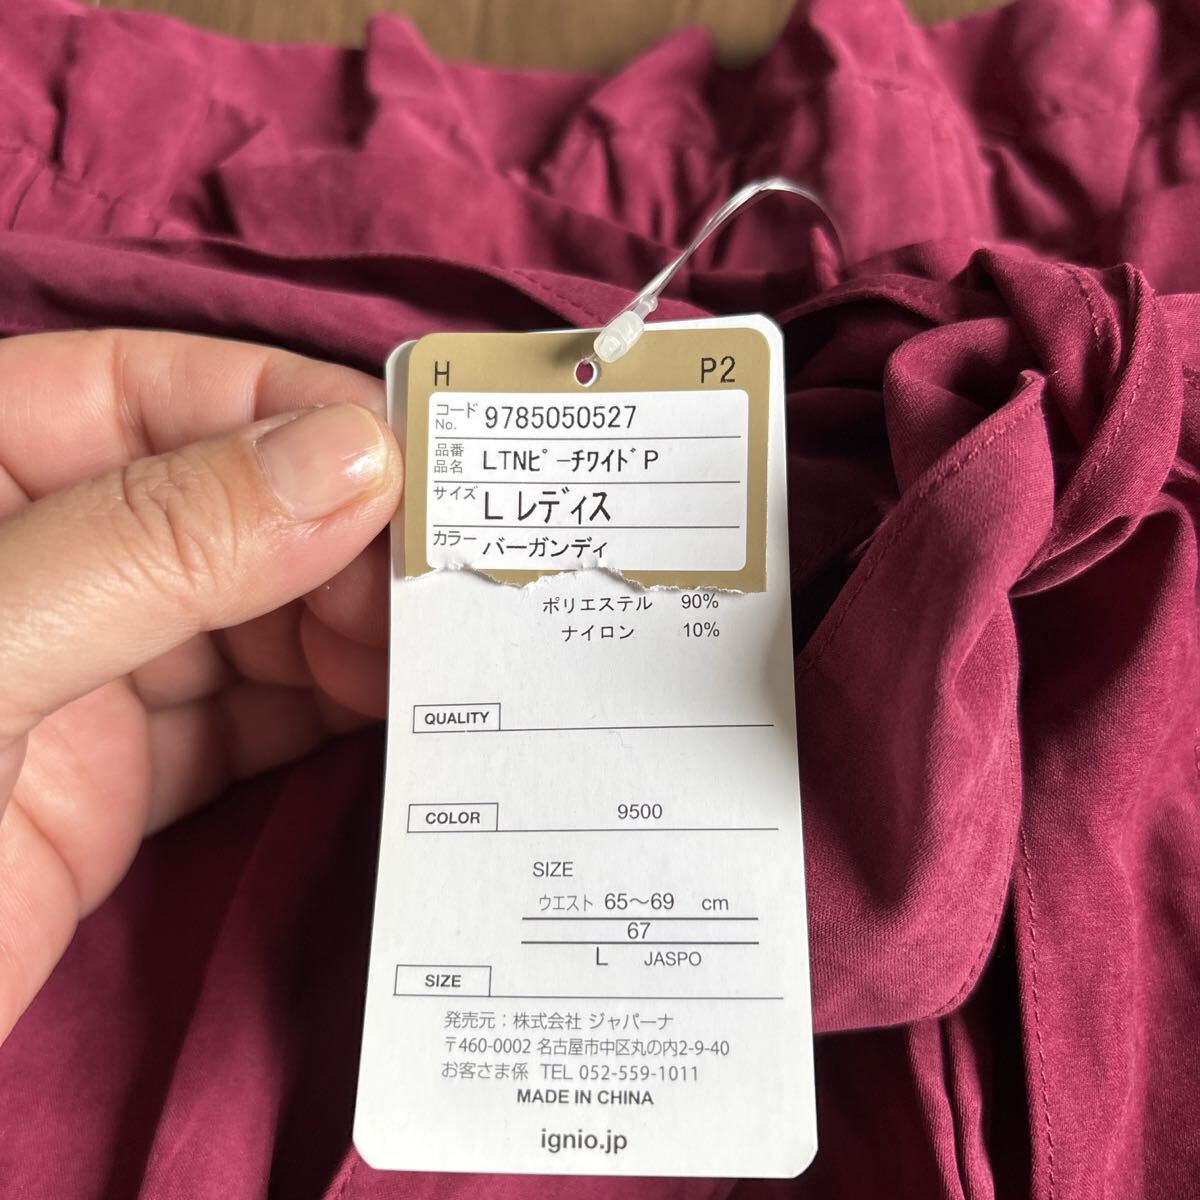 H P2
コードNo. 9785050527
品番品名 LTNﾋﾟｰﾁﾜｲﾄﾞP
サイズ L レディス
カラー バーガンディ
ポリエステル 90%
ナイロン 10%
QUALITY
COLOR 9500
SIZE
ウエスト 65〜69 cm
67
L JASPO
SIZE
発売元：株式会社 ジャパーナ
〒460-0002 名古屋市中区丸の内2-9-40
お客さま係 TEL 052-559-1011
MADE IN CHINA
ignio.jp